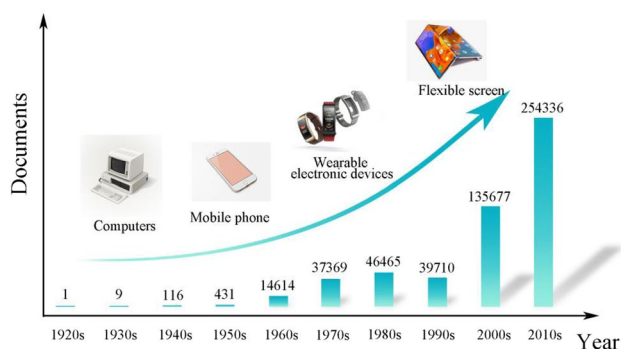 Flexible screen
254336
Wearable
electronic devices
Documents
135677
Computers
Mobile phone
46465
37369
39710
14614
1
9
116
431
1920s
1930s
1940s
1950s
1960s
1970s
1980s
1990s
2000s
2010s
Year